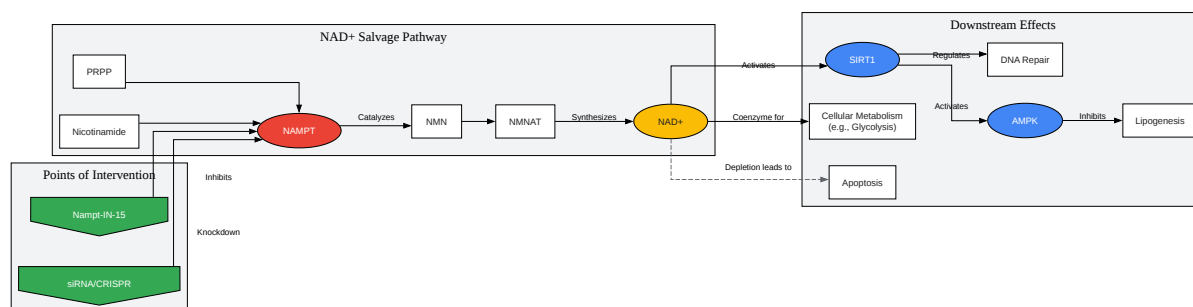 NAD+ Salvage Pathway
PRPP
Nicotinamide
NAMPT
Catalyzes
NMN
NMNAT
Synthesizes
NAD+
Points of Intervention
Inhibits
Nampt-IN-15
Knockdown
siRNA/CRISPR
Downstream Effects
Activates
SIRT1
Regulates
DNA Repair
Coenzyme for
Cellular Metabolism
(e.g., Glycolysis)
Activates
AMPK
Inhibits
Lipogenesis
Depletion leads to
Apoptosis